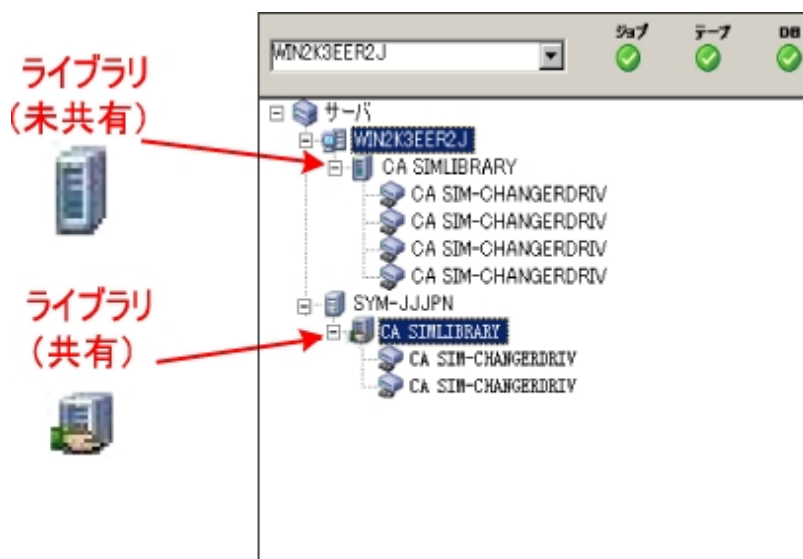 ライブラリ
(未共有)
ライブラリ
(共有)
WIN2K3EER2J
ジョブ
テープ
DB
サーバ
WIN2K3EER2J
CA SIMLIBRARY
CA SIM-CHANGERDRIV
CA SIM-CHANGERDRIV
CA SIM-CHANGERDRIV
CA SIM-CHANGERDRIV
SYM-JJJPN
CA SIMLIBRARY
CA SIM-CHANGERDRIV
CA SIM-CHANGERDRIV